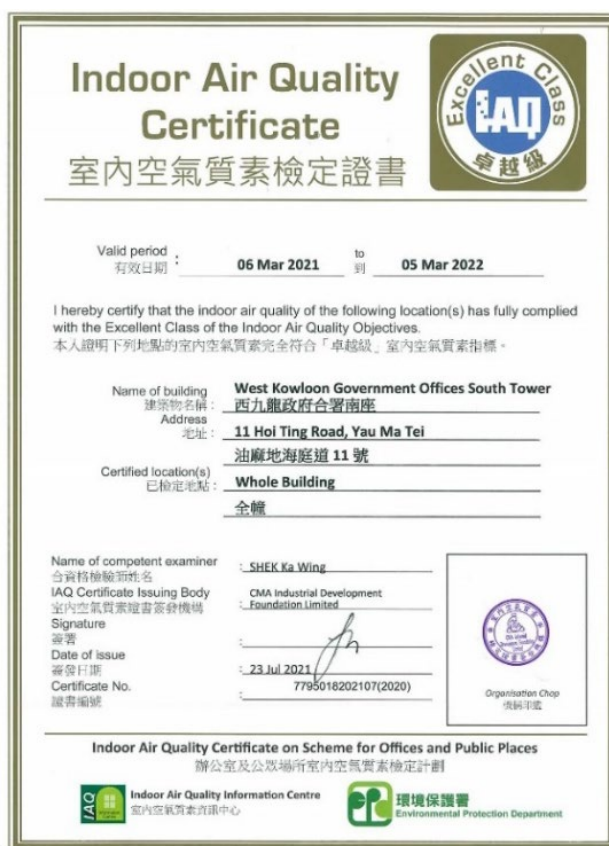 Indoor Air Quality
Certificate
室內空氣質素檢定證書
Excellent Class
IAQ
卓越級
Valid period :
有效日期
06 Mar 2021
to
到
05 Mar 2022
I hereby certify that the indoor air quality of the following location(s) has fully complied
with the Excellent Class of the Indoor Air Quality Objectives.
本人證明下列地點的室內空氣質素完全符合「卓越級」室內空氣質素指標。
Name of building West Kowloon Government Offices South Tower
建築物名稱: 西九龍政府合署南座
Address
地址: 11 Hoi Ting Road, Yau Ma Tei
油麻地海庭道 11 號
Certified location(s)
已檢定地點: Whole Building
全幢
Name of competent examiner
合資格檢驗師姓名
: SHEK Ka Wing
IAQ Certificate Issuing Body
室內空氣質素證書簽發機構
CMA Industrial Development
: Foundation Limited
Signature
簽署 :
Date of issue
簽發日期 : 23 Jul 2021
Certificate No.
證書編號 : 7795018202107(2020)
Organisation Chop
機構印鑑
Indoor Air Quality Certificate on Scheme for Offices and Public Places
辦公室及公眾場所室內空氣質素檢定計劃
IAQ
Indoor Air Quality Information Centre
室內空氣質素資訊中心
環境保護署
Environmental Protection Department